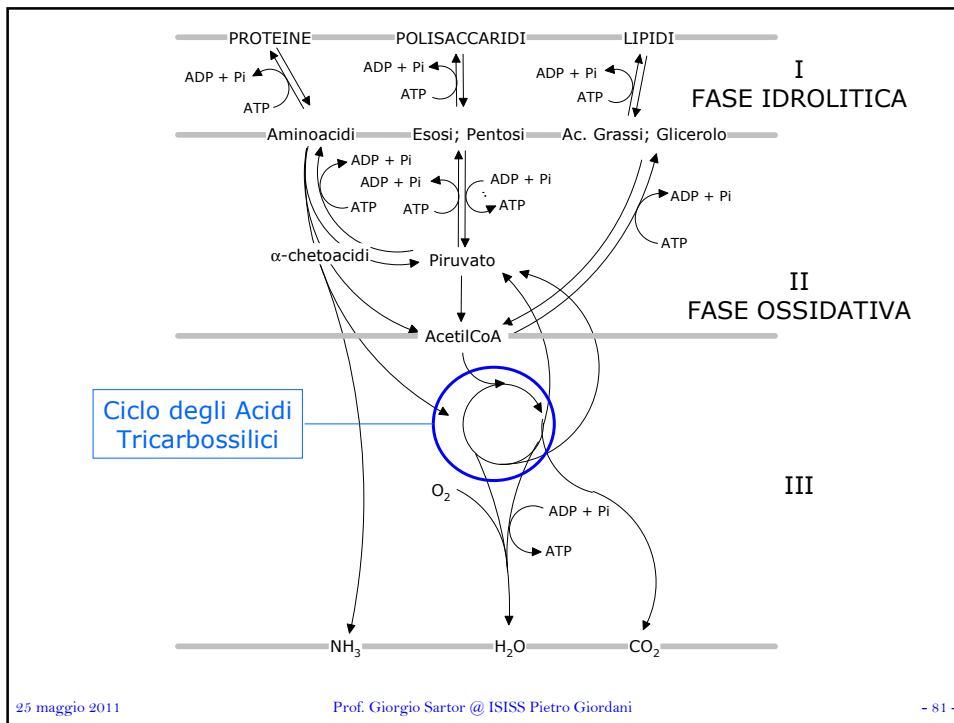 PROTEINE POLISACCARIDI LIPIDI
ADP + Pi ADP + Pi ADP + Pi
ATP ATP ATP
I
FASE IDROLITICA
Aminoacidi Esosi; Pentosi Ac. Grassi; Glicerolo
ADP + Pi ADP + Pi ADP + Pi ADP + Pi
ATP ATP ATP ATP
α-chetoacidi Piruvato
II
FASE OSSIDATIVA
AcetilCoA
Ciclo degli Acidi
Tricarbossilici
O₂
III
ADP + Pi
ATP
NH₃ H₂O CO₂
25 maggio 2011 Prof. Giorgio Sartor @ ISISS Pietro Giordani - 81 -